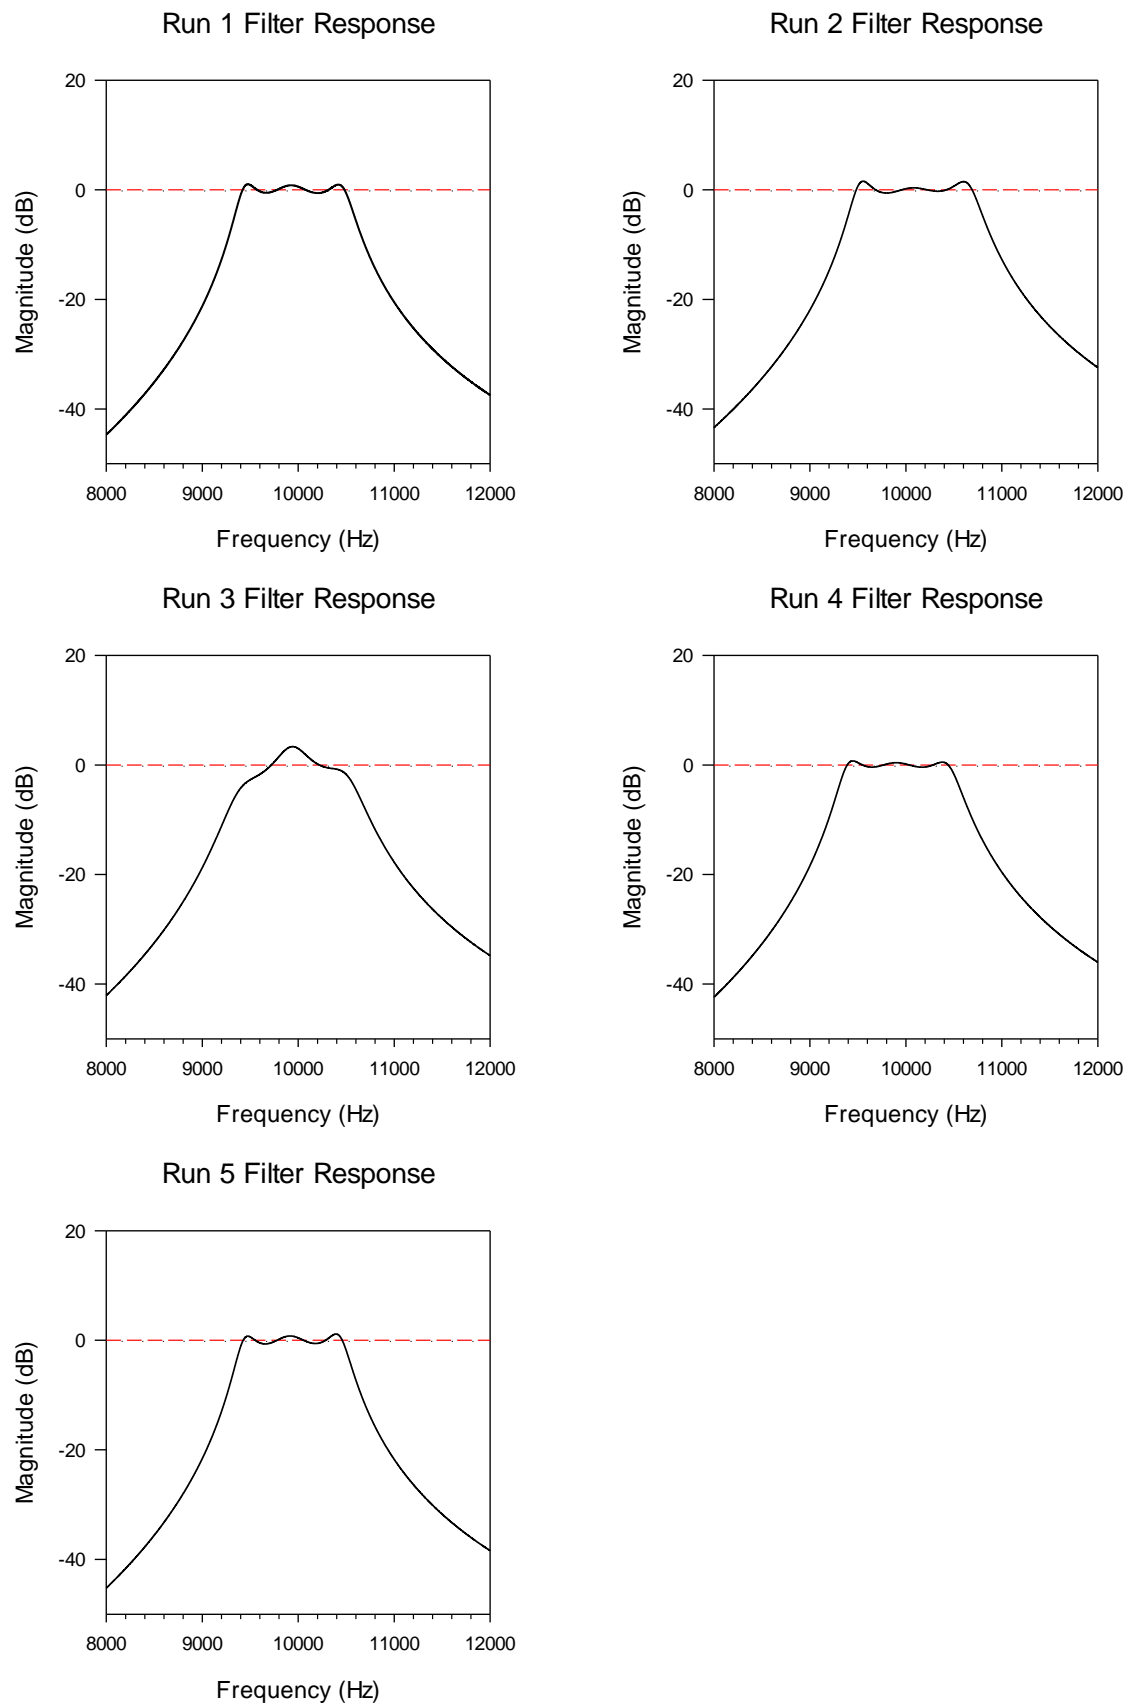 Run 1 Filter Response
20
0
-20
-40
Magnitude (dB)
8000 9000 10000 11000 12000
Frequency (Hz)
Run 2 Filter Response
20
0
-20
-40
Magnitude (dB)
8000 9000 10000 11000 12000
Frequency (Hz)
Run 3 Filter Response
20
0
-20
-40
Magnitude (dB)
8000 9000 10000 11000 12000
Frequency (Hz)
Run 4 Filter Response
20
0
-20
-40
Magnitude (dB)
8000 9000 10000 11000 12000
Frequency (Hz)
Run 5 Filter Response
20
0
-20
-40
Magnitude (dB)
8000 9000 10000 11000 12000
Frequency (Hz)